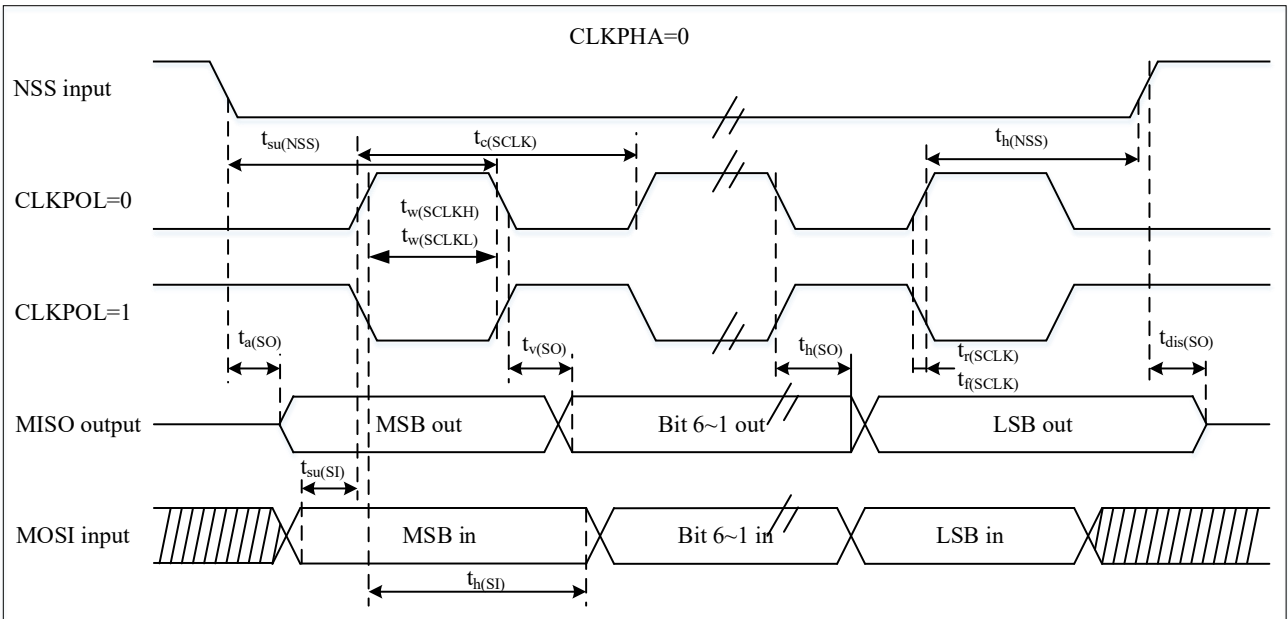 CLKPHA=0
NSS input
tsu(NSS)
tc(SCLK)
th(NSS)
CLKPOL=0
tw(SCLKH)
tw(SCLKL)
CLKPOL=1
ta(SO)
tv(SO)
th(SO)
tr(SCLK)
tf(SCLK)
tdis(SO)
MISO output
MSB out
Bit 6~1 out
LSB out
tsu(SI)
MOSI input
MSB in
Bit 6~1 in
LSB in
th(SI)